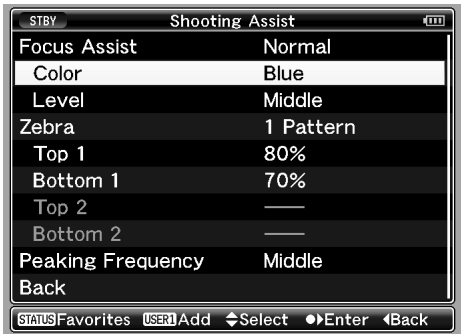 STBY Shooting Assist
Focus Assist Normal
Color Blue
Level Middle
Zebra 1 Pattern
Top 1 80%
Bottom 1 70%
Top 2 ——
Bottom 2 ——
Peaking Frequency Middle
Back
STATUS Favorites USER1 Add Select Enter Back